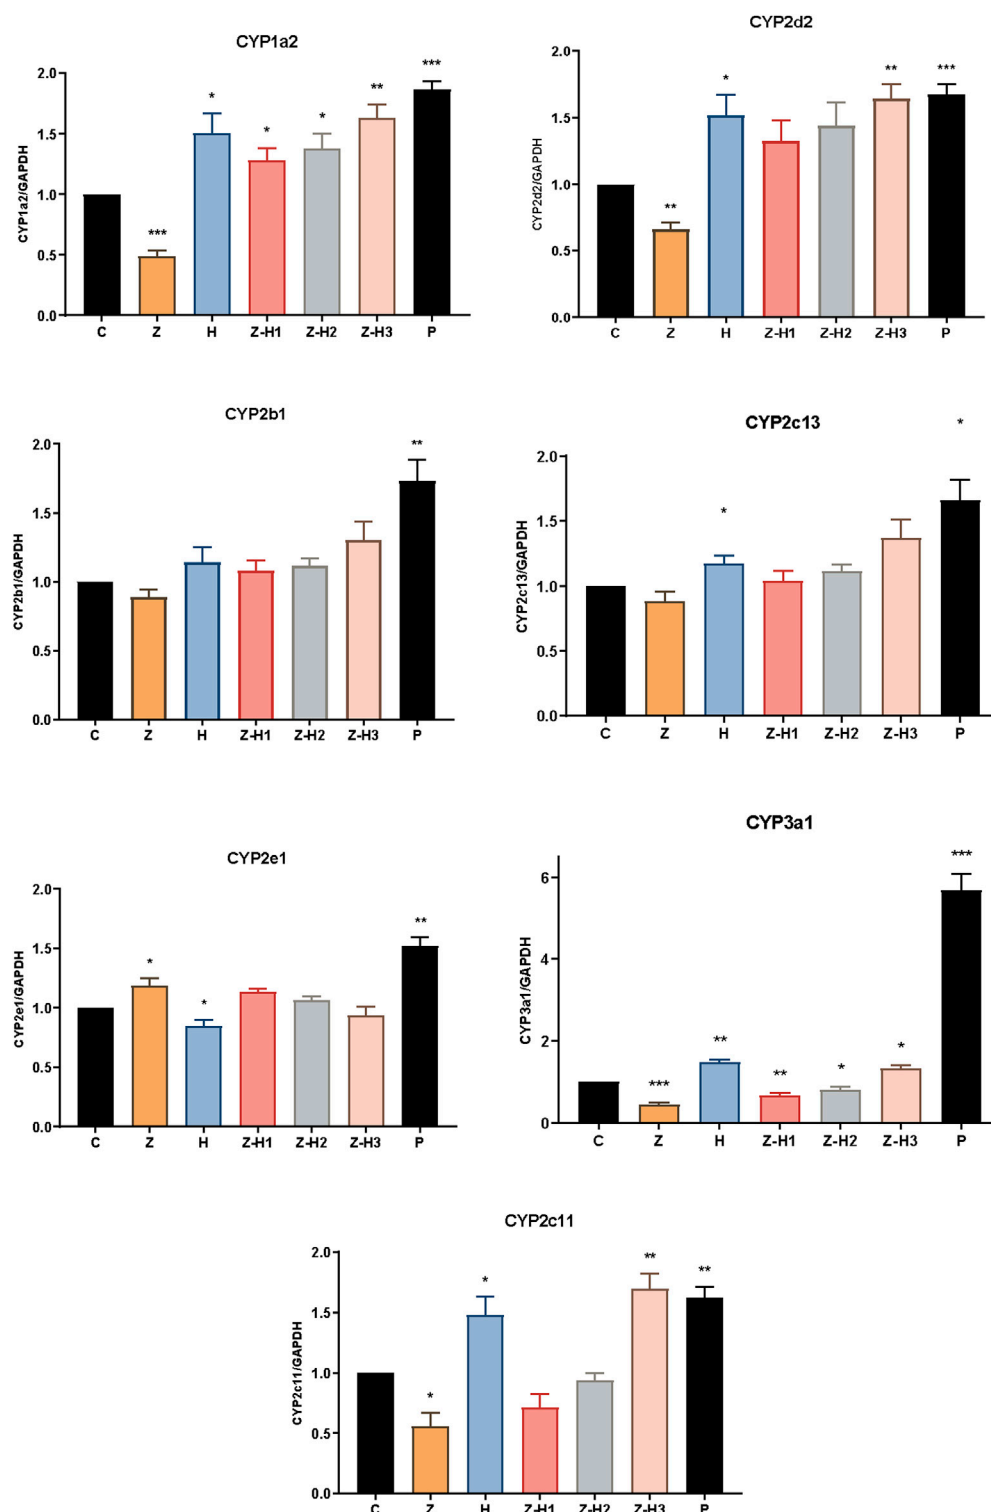 CYP1a2
CYP1a2/GAPDH
2.0
1.5
1.0
0.5
0.0
***
*
*
*
**
***
C Z H Z-H1 Z-H2 Z-H3 P
CYP2d2
CYP2d2/GAPDH
2.0
1.5
1.0
0.5
0.0
**
*
**
***
C Z H Z-H1 Z-H2 Z-H3 P
CYP2b1
CYP2b1/GAPDH
2.0
1.5
1.0
0.5
0.0
**
C Z H Z-H1 Z-H2 Z-H3 P
CYP2c13
CYP2c13/GAPDH
2.0
1.5
1.0
0.5
0.0
*
*
C Z H Z-H1 Z-H2 Z-H3 P
CYP2e1
CYP2e1/GAPDH
2.0
1.5
1.0
0.5
0.0
*
*
**
C Z H Z-H1 Z-H2 Z-H3 P
CYP3a1
CYP3a1/GAPDH
6
4
2
0
***
**
**
*
*
***
C Z H Z-H1 Z-H2 Z-H3 P
CYP2c11
CYP2c11/GAPDH
2.0
1.5
1.0
0.5
0.0
*
*
**
**
C Z H Z-H1 Z-H2 Z-H3 P